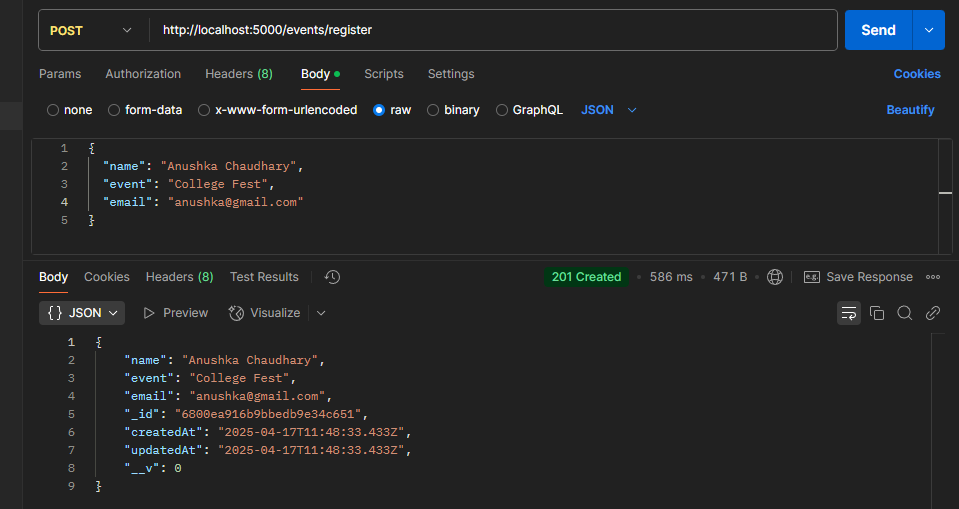 POST http://localhost:5000/events/register Send
Params Authorization Headers (8) Body Scripts Settings Cookies
none form-data x-www-form-urlencoded raw binary GraphQL JSON Beautify
1 {
2 "name": "Anushka Chaudhary",
3 "event": "College Fest",
4 "email": "anushka@gmail.com"
5 }
Body Cookies Headers (8) Test Results 201 Created • 586 ms • 471 B • e.g. Save Response
{} JSON Preview Visualize
1 {
2 "name": "Anushka Chaudhary",
3 "event": "College Fest",
4 "email": "anushka@gmail.com",
5 "_id": "6800ea916b9bbedb9e34c651",
6 "createdAt": "2025-04-17T11:48:33.433Z",
7 "updatedAt": "2025-04-17T11:48:33.433Z",
8 "__v": 0
9 }